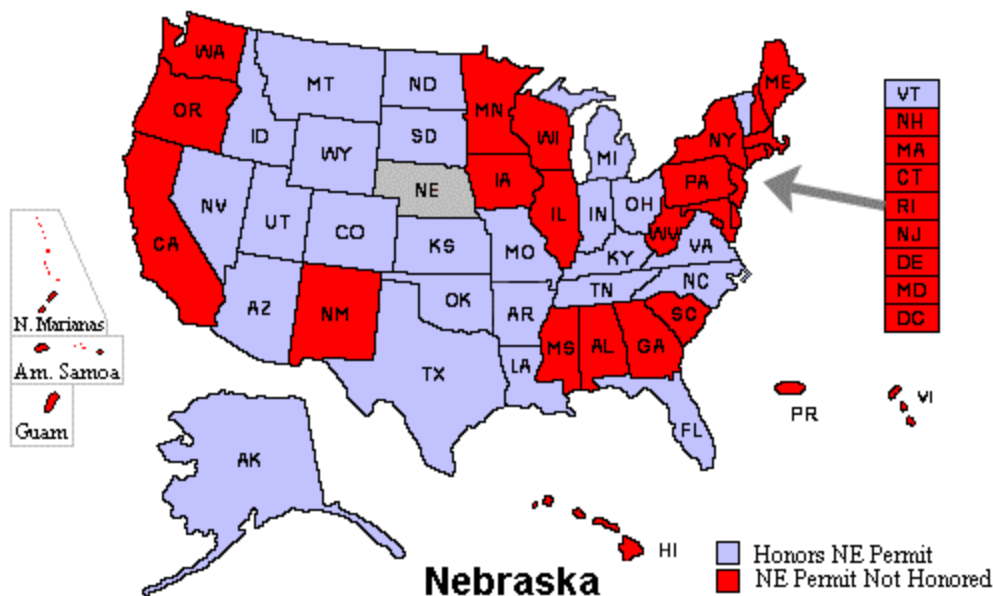 WA
OR
CA
ID
NV
MT
WY
UT
AZ
CO
NM
ND
SD
NE
KS
OK
TX
MN
IA
MO
AR
LA
WI
IL
MS
MI
IN
OH
KY
TN
AL
GA
FL
SC
NC
VA
WV
PA
NY
ME
VT
NH
MA
CT
RI
NJ
DE
MD
DC
N. Marianas
Am. Samoa
Guam
AK
HI
PR
VI
Honors NE Permit
NE Permit Not Honored
Nebraska